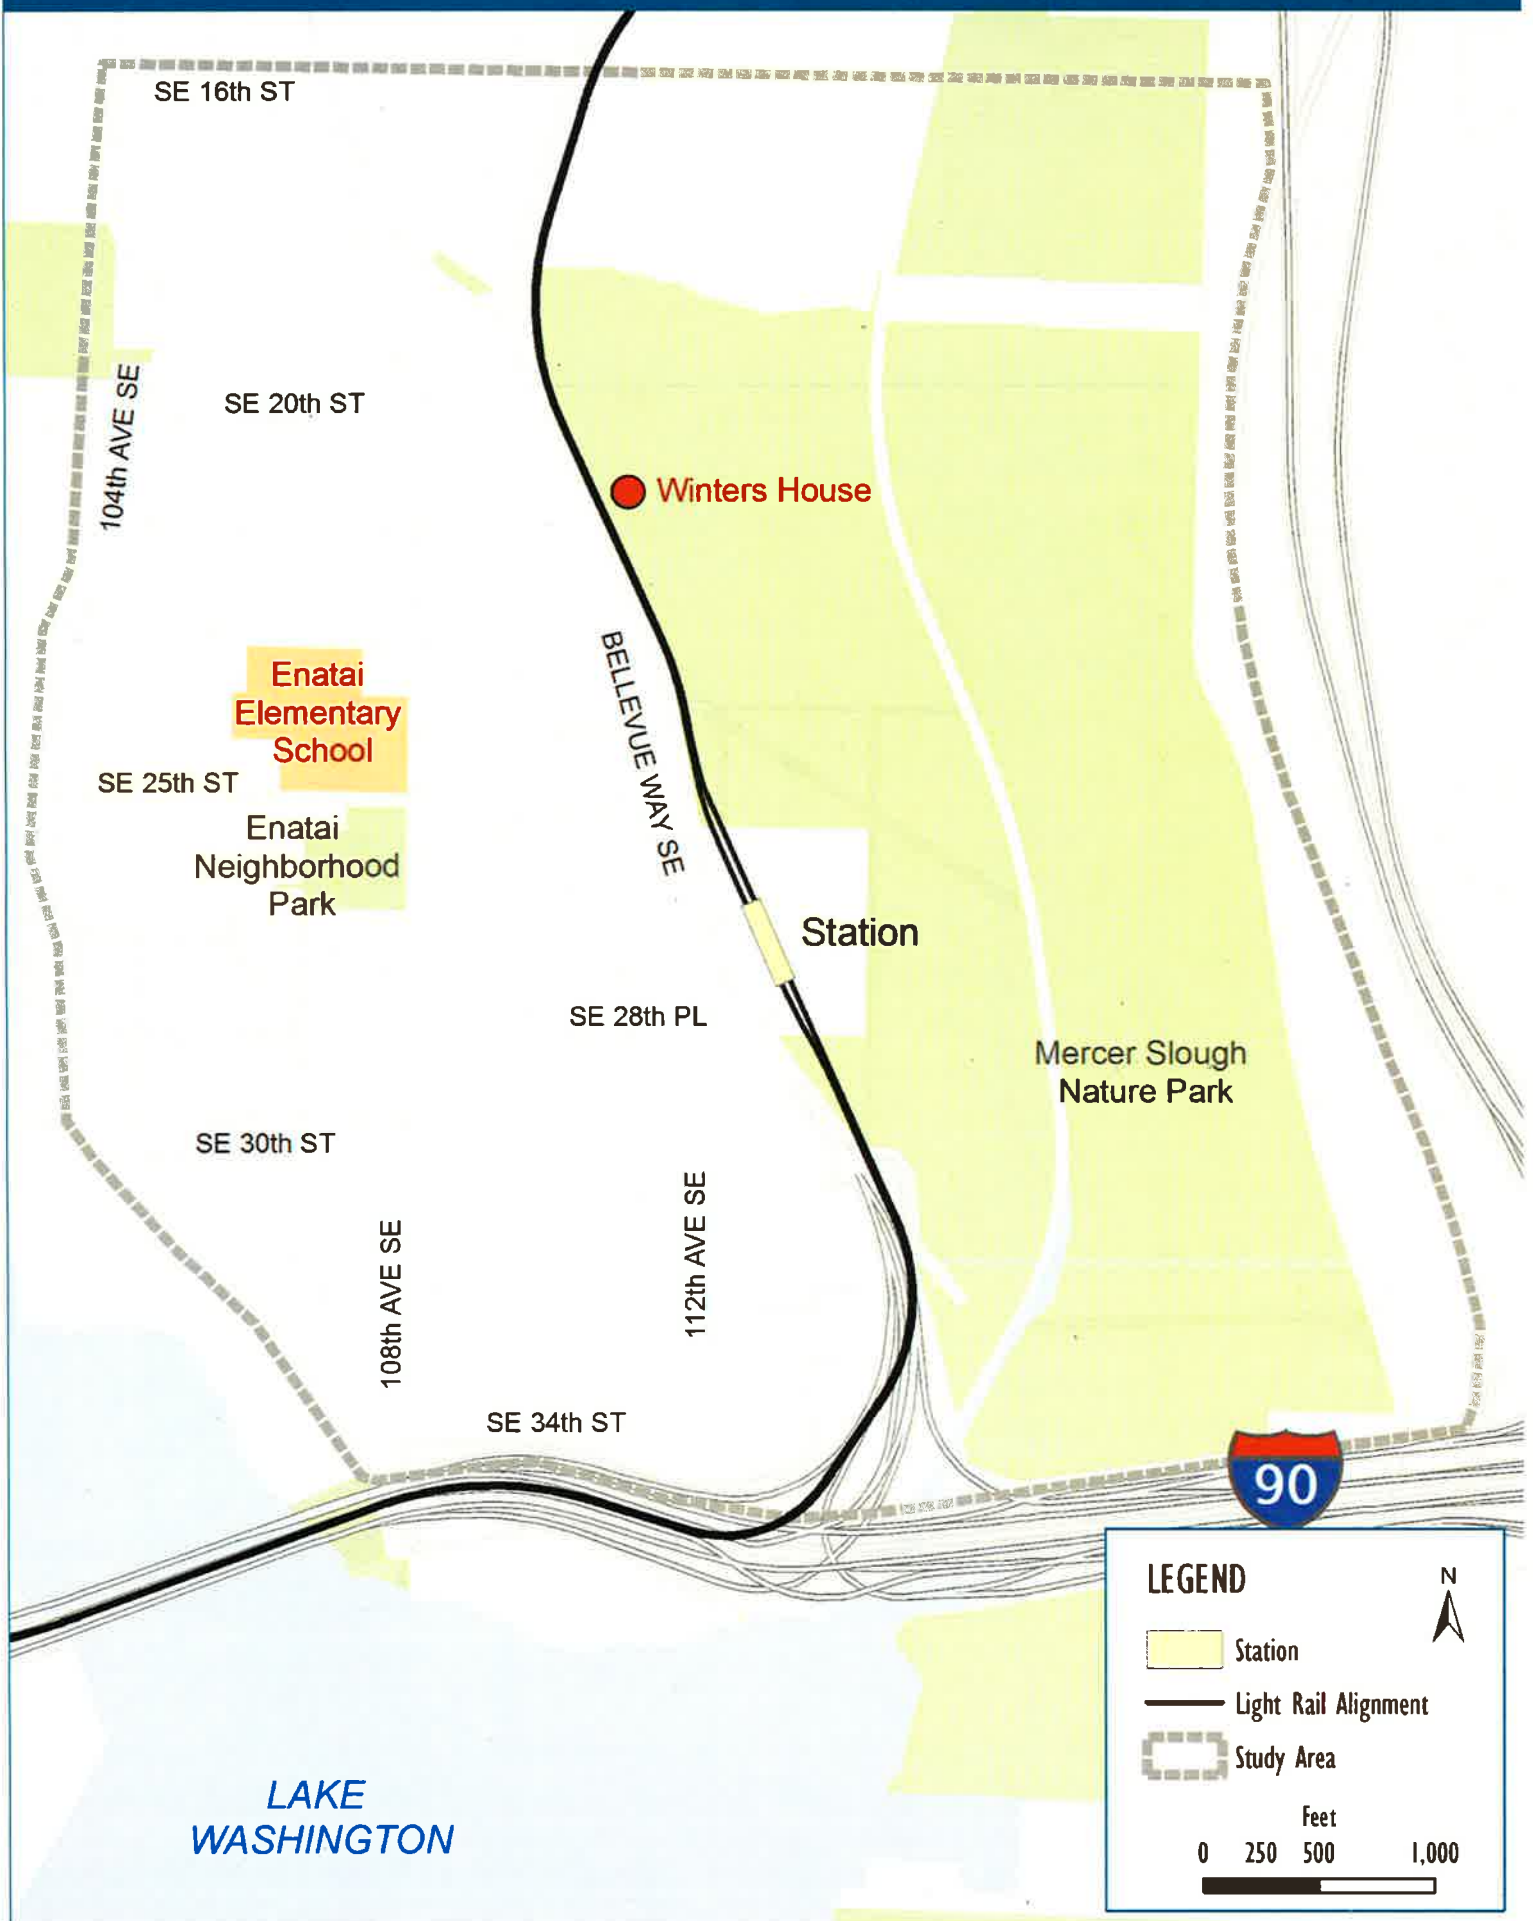 SE 16th ST
104th AVE SE
SE 20th ST
Winters House
Enatai
Elementary
School
BELLEVUE WAY SE
SE 25th ST
Enatai
Neighborhood
Park
Station
SE 28th PL
Mercer Slough
Nature Park
SE 30th ST
108th AVE SE
112th AVE SE
SE 34th ST
90
LAKE
WASHINGTON
LEGEND
N
Station
Light Rail Alignment
Study Area
Feet
0 250 500 1,000